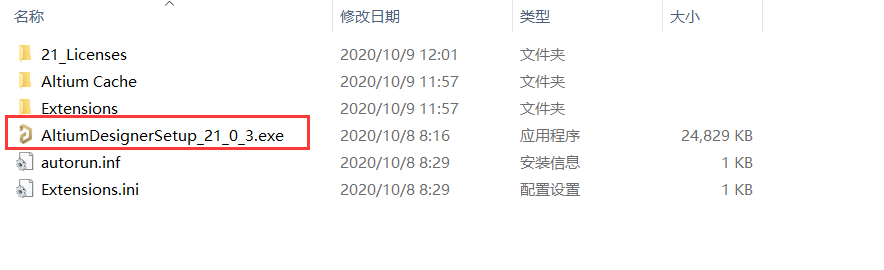 名称 修改日期 类型 大小
21_Licenses 2020/10/9 12:01 文件夹
Altium Cache 2020/10/9 11:57 文件夹
Extensions 2020/10/9 11:57 文件夹
AltiumDesignerSetup_21_0_3.exe 2020/10/8 8:16 应用程序 24,829 KB
autorun.inf 2020/10/8 8:29 安装信息 1 KB
Extensions.ini 2020/10/8 8:29 配置设置 1 KB